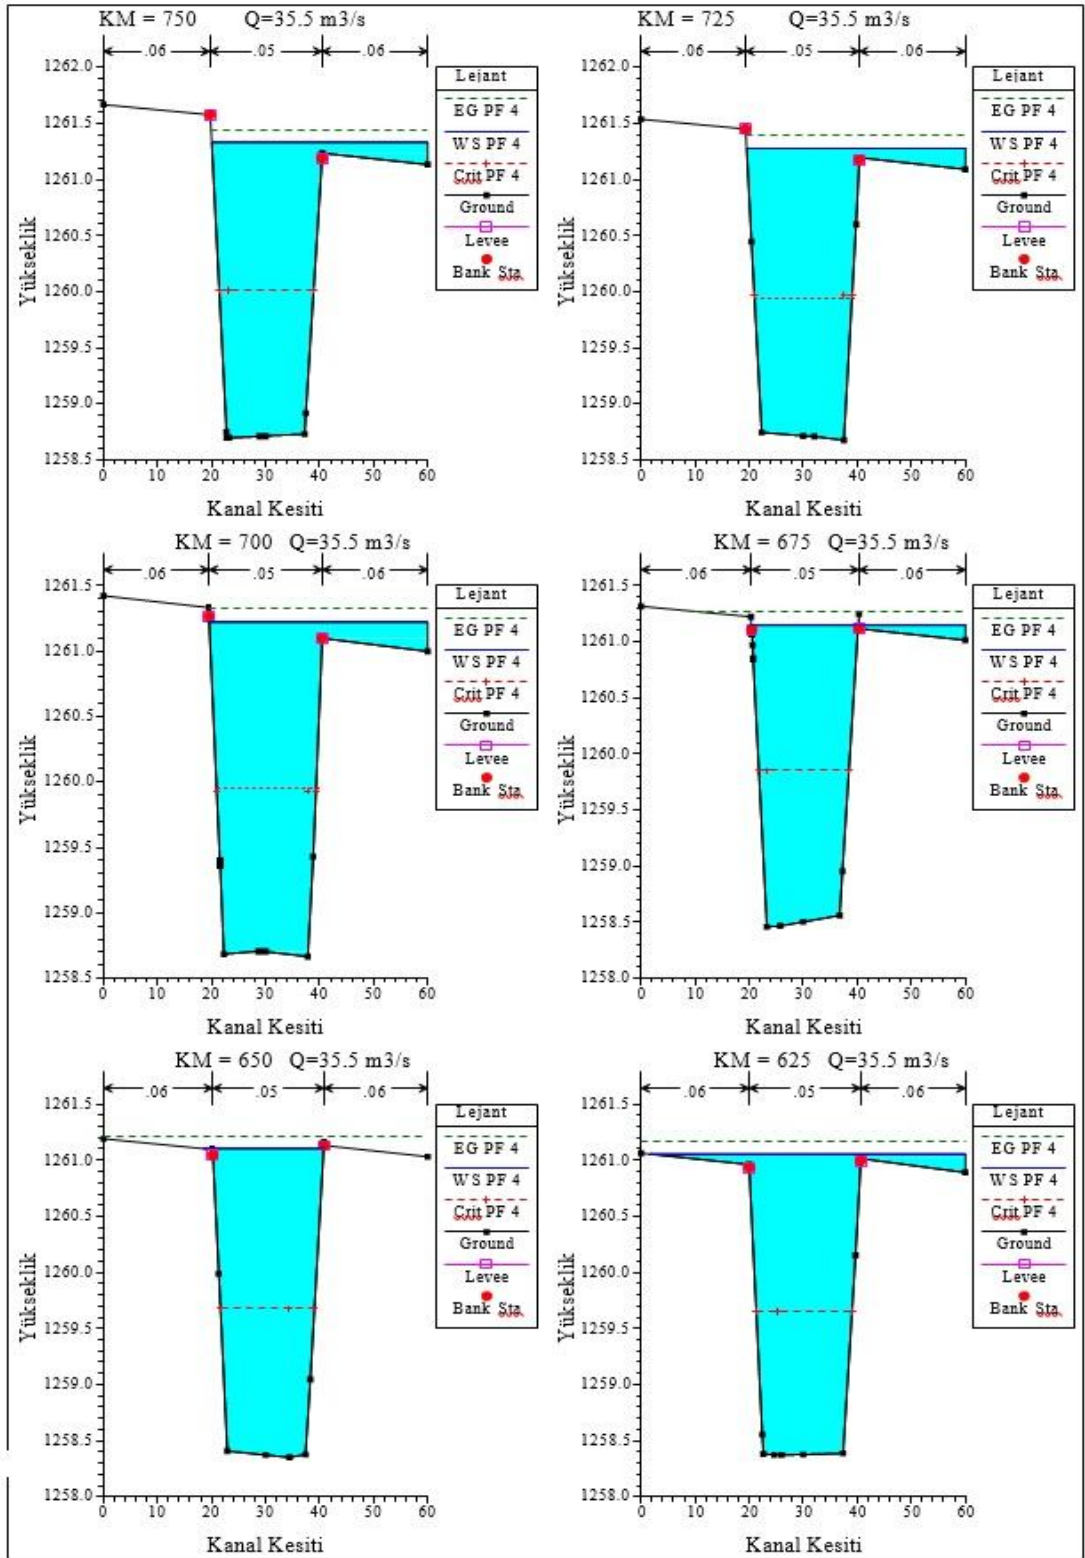 KM = 750 Q=35.5 m3/s
.06 .05 .06
1262.0
1261.5
1261.0
1260.5
1260.0
1259.5
1259.0
1258.5
Yükseklik
0 10 20 30 40 50 60
Kanal Kesiti
Lejant
EG PF 4
WS PF 4
Crit PF 4
Ground
Levee
Bank Sta
KM = 725 Q=35.5 m3/s
.06 .05 .06
1262.0
1261.5
1261.0
1260.5
1260.0
1259.5
1259.0
1258.5
Yükseklik
0 10 20 30 40 50 60
Kanal Kesiti
Lejant
EG PF 4
WS PF 4
Crit PF 4
Ground
Levee
Bank Sta
KM = 700 Q=35.5 m3/s
.06 .05 .06
1261.5
1261.0
1260.5
1260.0
1259.5
1259.0
1258.5
Yükseklik
0 10 20 30 40 50 60
Kanal Kesiti
Lejant
EG PF 4
WS PF 4
Crit PF 4
Ground
Levee
Bank Sta
KM = 675 Q=35.5 m3/s
.06 .05 .06
1261.5
1261.0
1260.5
1260.0
1259.5
1259.0
1258.5
1258.0
Yükseklik
0 10 20 30 40 50 60
Kanal Kesiti
Lejant
EG PF 4
WS PF 4
Crit PF 4
Ground
Levee
Bank Sta
KM = 650 Q=35.5 m3/s
.06 .05 .06
1261.5
1261.0
1260.5
1260.0
1259.5
1259.0
1258.5
1258.0
Yükseklik
0 10 20 30 40 50 60
Kanal Kesiti
Lejant
EG PF 4
WS PF 4
Crit PF 4
Ground
Levee
Bank Sta
KM = 625 Q=35.5 m3/s
.06 .05 .06
1261.5
1261.0
1260.5
1260.0
1259.5
1259.0
1258.5
1258.0
Yükseklik
0 10 20 30 40 50 60
Kanal Kesiti
Lejant
EG PF 4
WS PF 4
Crit PF 4
Ground
Levee
Bank Sta